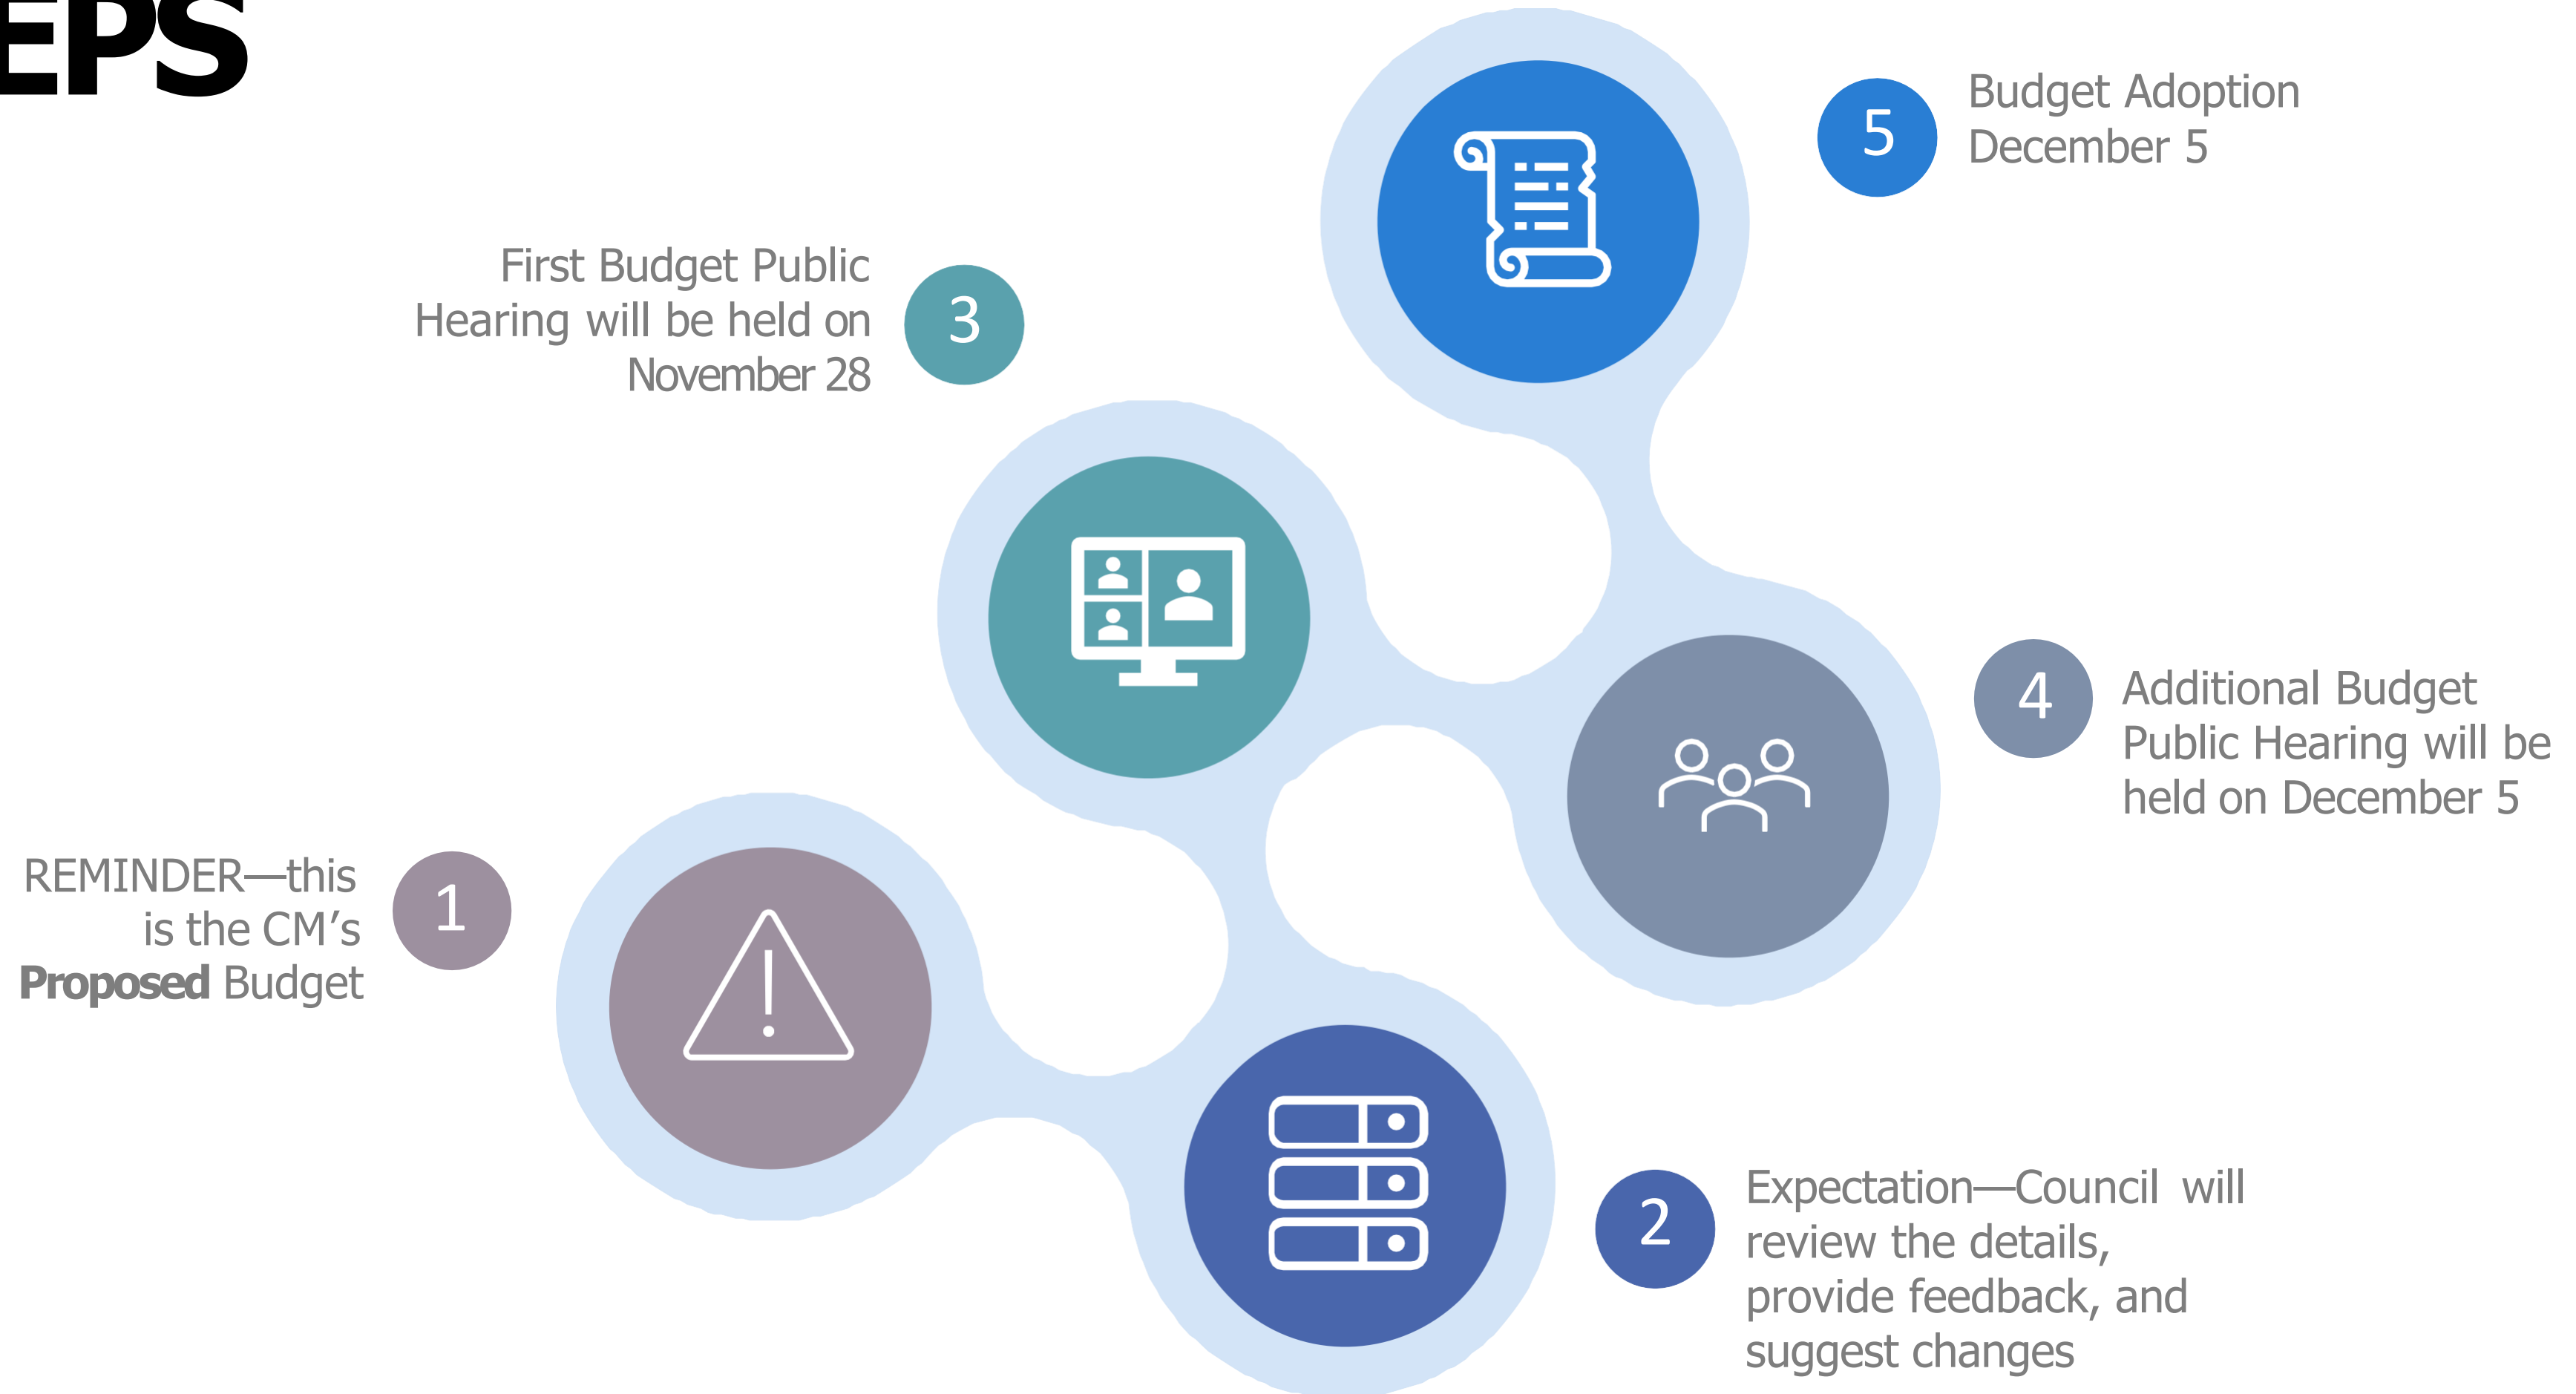 EPS
5
Budget Adoption
December 5
First Budget Public
Hearing will be held on
November 28
3
4
Additional Budget
Public Hearing will be
held on December 5
REMINDER—this
is the CM’s
Proposed Budget
1
2
Expectation—Council will
review the details,
provide feedback, and
suggest changes